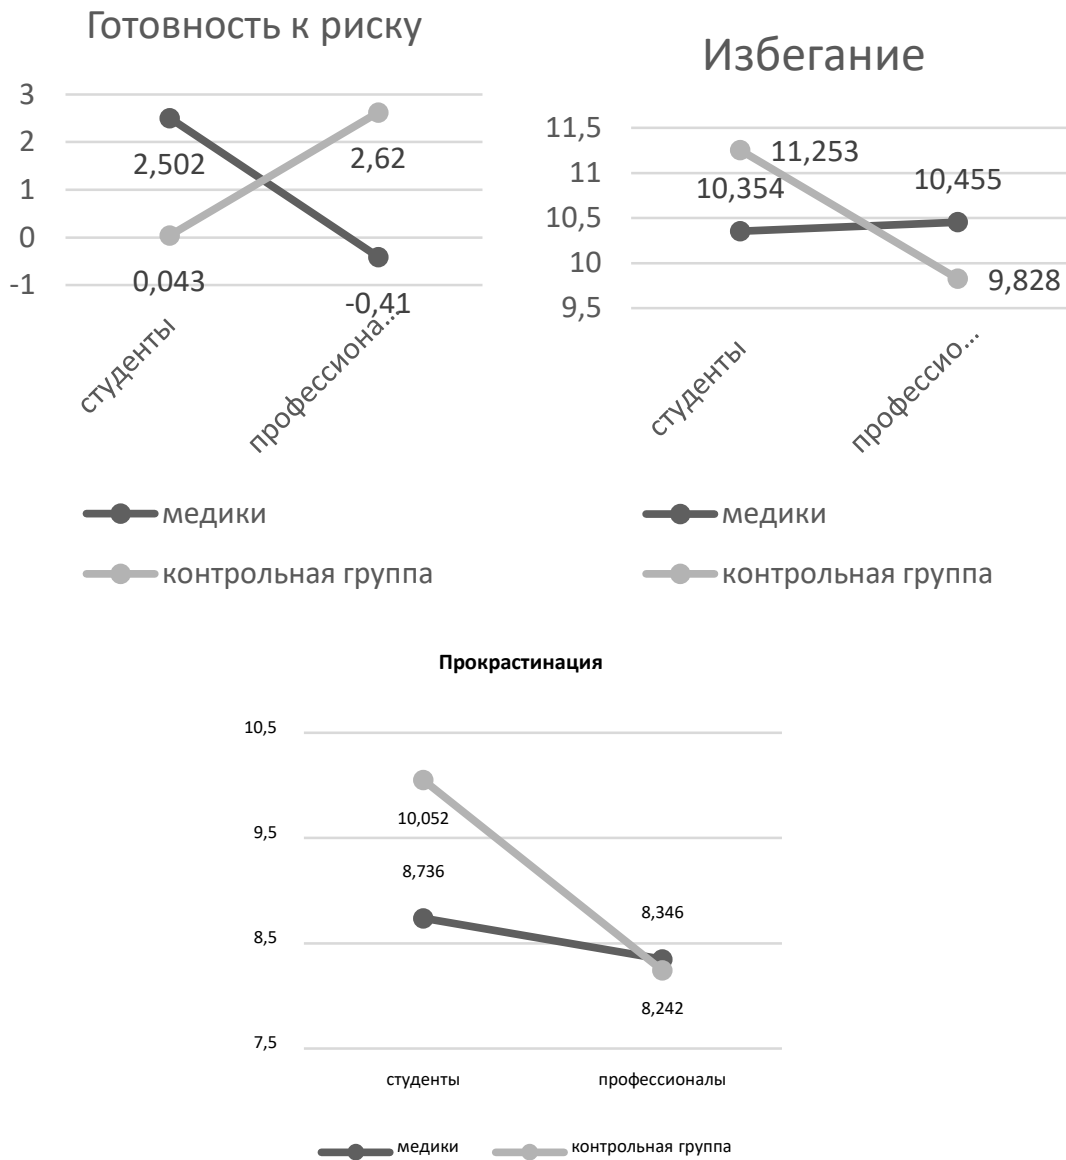 Готовность к риску
3
2
1
0
-1
2,502
2,62
0,043
-0,41
студенты
профессиона...
медики
контрольная группа
Избегание
11,5
11
10,5
10
9,5
11,253
10,354
10,455
9,828
студенты
профессио...
медики
контрольная группа
Прокрастинация
10,5
9,5
8,5
7,5
10,052
8,736
8,346
8,242
студенты профессионалы
медики контрольная группа